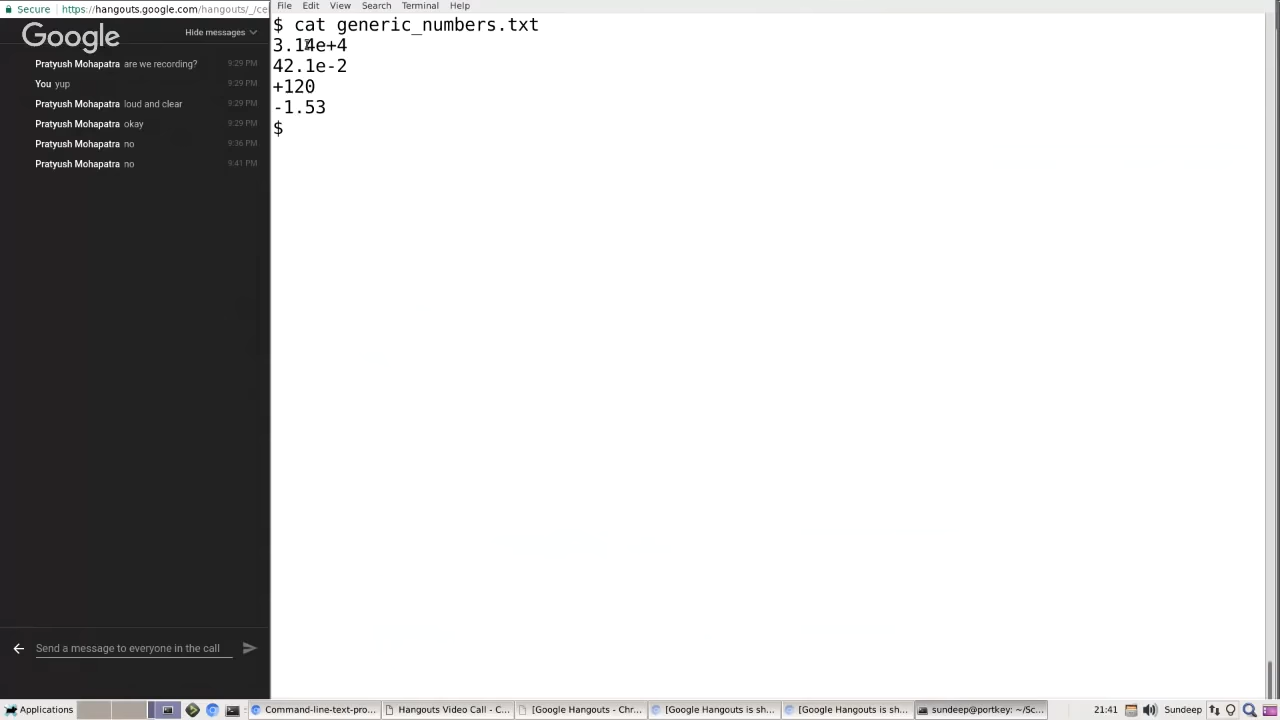 Secure https://hangouts.google.com/hangouts/_/ce
Google
Hide messages
Pratyush Mohapatra are we recording? 9:29 PM
You yup 9:29 PM
Pratyush Mohapatra loud and clear 9:29 PM
Pratyush Mohapatra okay 9:29 PM
Pratyush Mohapatra no 9:36 PM
Pratyush Mohapatra no 9:41 PM
Send a message to everyone in the call
File Edit View Search Terminal Help
$ cat generic_numbers.txt
3.14e+4
42.1e-2
+120
-1.53
$
Applications Command-line-text-pro... Hangouts Video Call - C... [Google Hangouts - Chr... [Google Hangouts is sh... [Google Hangouts is sh... sundeep@portkey: ~/Sc... 21:41 Sundeep